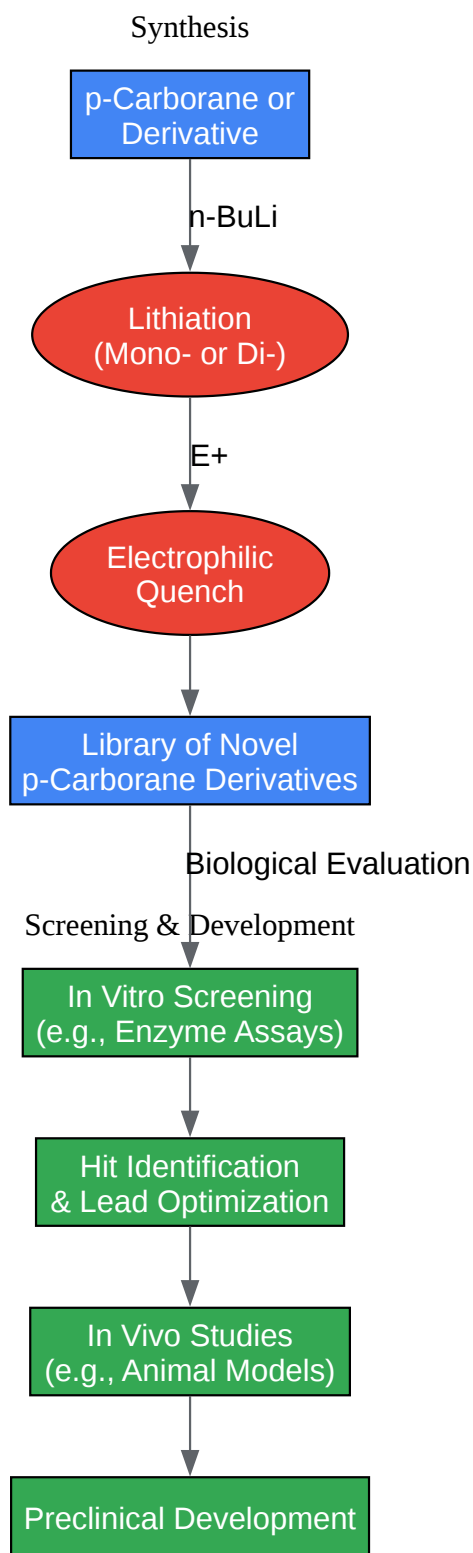 Synthesis
p-Carborane or
Derivative
n-BuLi
Lithiation
(Mono- or Di-)
E+
Electrophilic
Quench
Library of Novel
p-Carborane Derivatives
Biological Evaluation
Screening & Development
In Vitro Screening
(e.g., Enzyme Assays)
Hit Identification
& Lead Optimization
In Vivo Studies
(e.g., Animal Models)
Preclinical Development